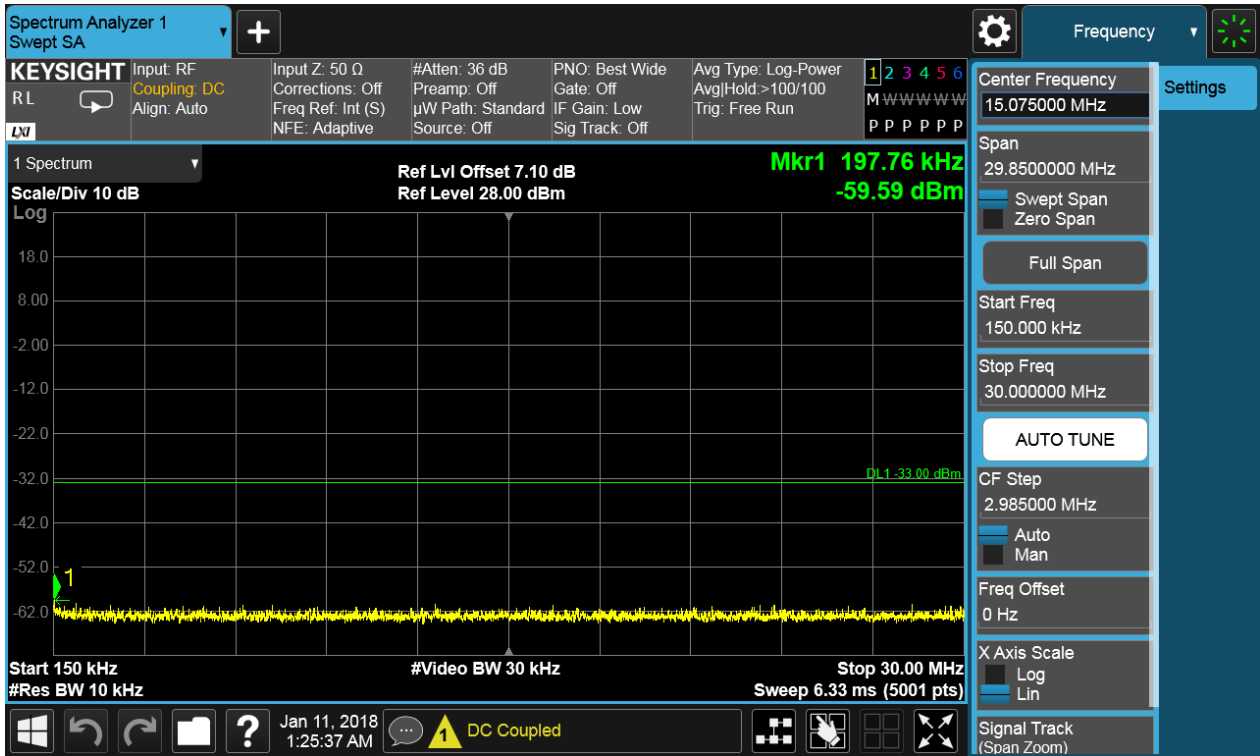 Spectrum Analyzer 1
Swept SA
+
Frequency
KEYSIGHT
RL
LXI
Input: RF
Coupling: DC
Align: Auto
Input Z: 50 Ω
Corrections: Off
Freq Ref: Int (S)
NFE: Adaptive
#Atten: 36 dB
Preamp: Off
µW Path: Standard
Source: Off
PNO: Best Wide
Gate: Off
IF Gain: Low
Sig Track: Off
Avg Type: Log-Power
Avg|Hold:>100/100
Trig: Free Run
1 2 3 4 5 6
M W W W W W
P P P P P P
1 Spectrum
Scale/Div 10 dB
Ref Lvl Offset 7.10 dB
Ref Level 28.00 dBm
Mkr1 197.76 kHz
-59.59 dBm
Log
18.0
8.00
-2.00
-12.0
-22.0
-32.0
-42.0
-52.0
-62.0
DL1 -33.00 dBm
1
Start 150 kHz
#Video BW 30 kHz
Stop 30.00 MHz
#Res BW 10 kHz
Sweep 6.33 ms (5001 pts)
Center Frequency
15.075000 MHz
Span
29.8500000 MHz
Swept Span
Zero Span
Full Span
Start Freq
150.000 kHz
Stop Freq
30.000000 MHz
AUTO TUNE
CF Step
2.985000 MHz
Auto
Man
Freq Offset
0 Hz
X Axis Scale
Log
Lin
Signal Track
(Span Zoom)
Settings
?
Jan 11, 2018
1:25:37 AM
1
DC Coupled